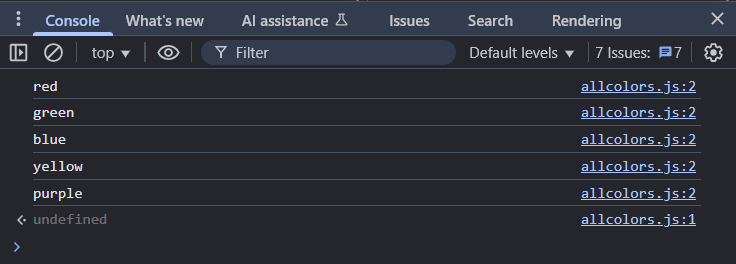 Console What's new AI assistance Issues Search Rendering
top Filter Default levels 7 Issues: 7
red allcolors.js:2
green allcolors.js:2
blue allcolors.js:2
yellow allcolors.js:2
purple allcolors.js:2
undefined allcolors.js:1